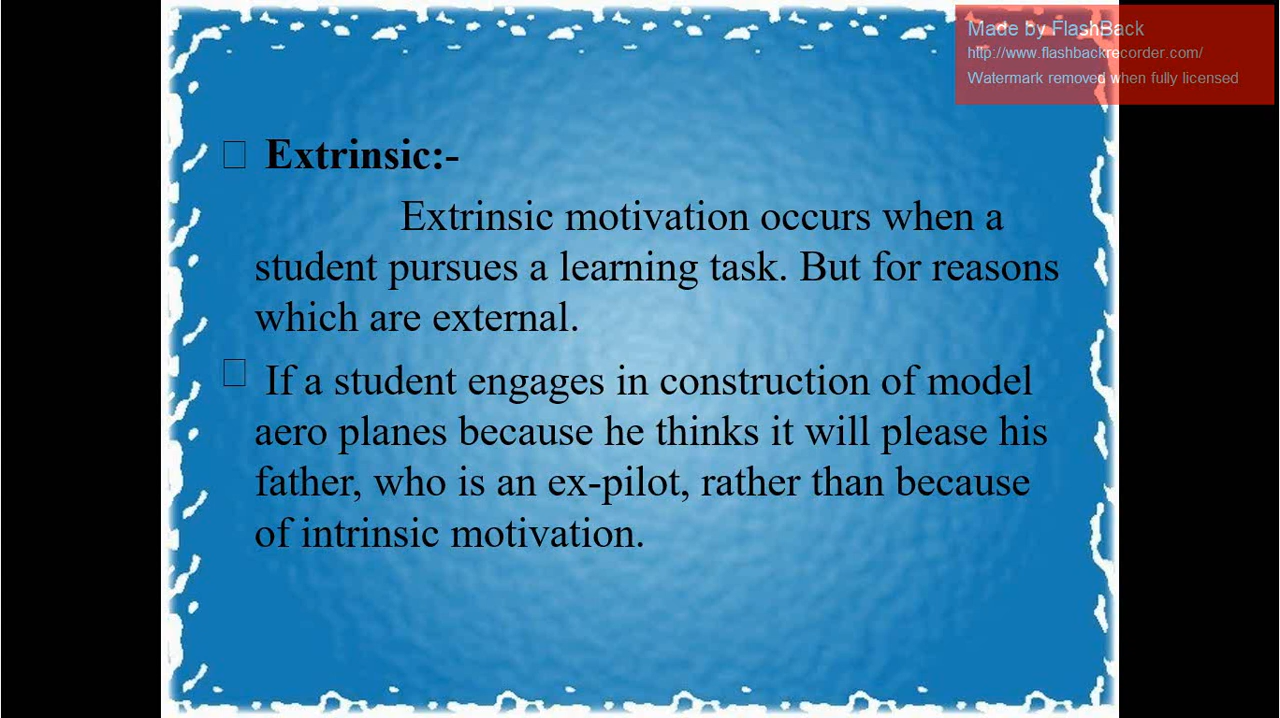 Made by FlashBack
http://www.flashbackrecorder.com/
Watermark removed when fully licensed
Extrinsic:-
Extrinsic motivation occurs when a
student pursues a learning task. But for reasons
which are external.
If a student engages in construction of model
aero planes because he thinks it will please his
father, who is an ex-pilot, rather than because
of intrinsic motivation.